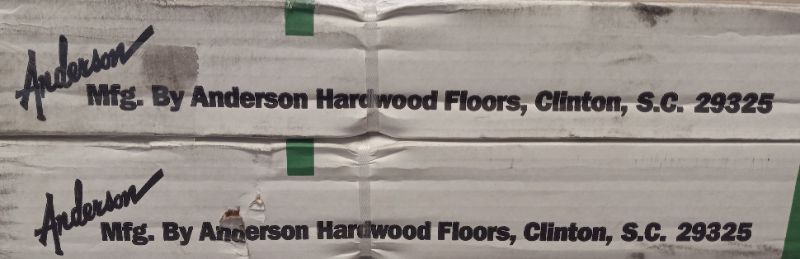 Anderson
Mfg. By Anderson Hardwood Floors, Clinton, S.C. 29325
Anderson
Mfg. By Anderson Hardwood Floors, Clinton, S.C. 29325